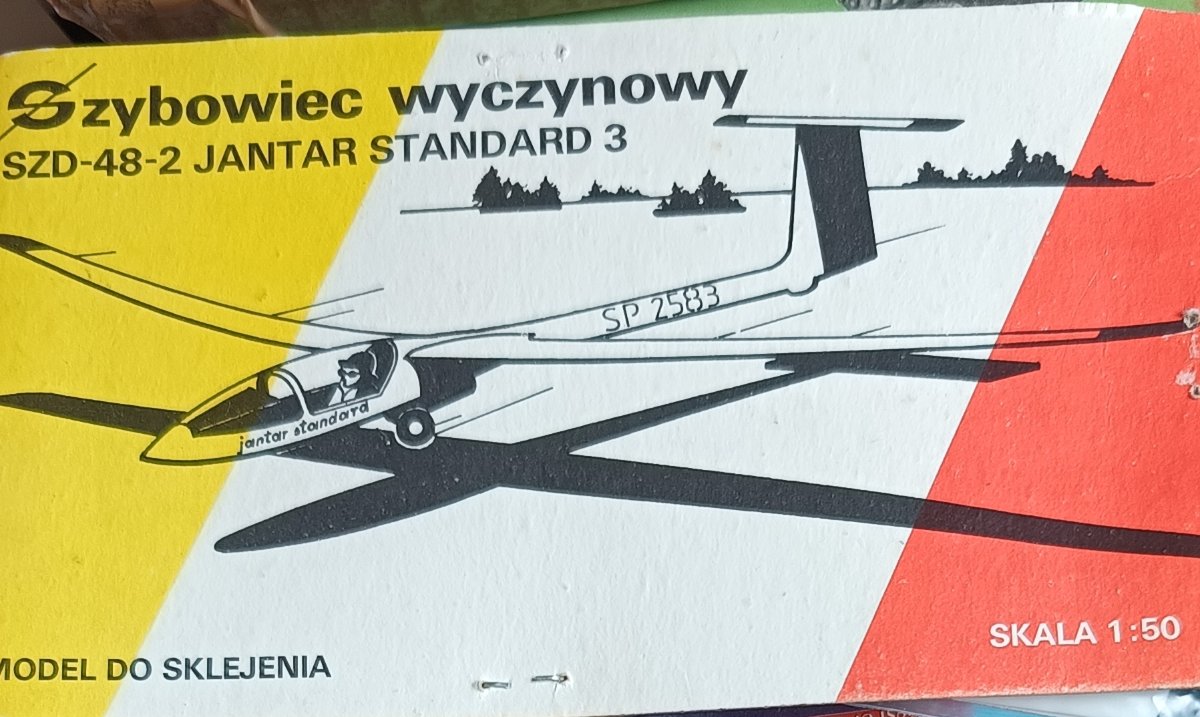 Szybowiec wyczynowy
SZD-48-2 JANTAR STANDARD 3
SP 2583
jantar standard
MODEL DO SKLEJENIA
SKALA 1:50